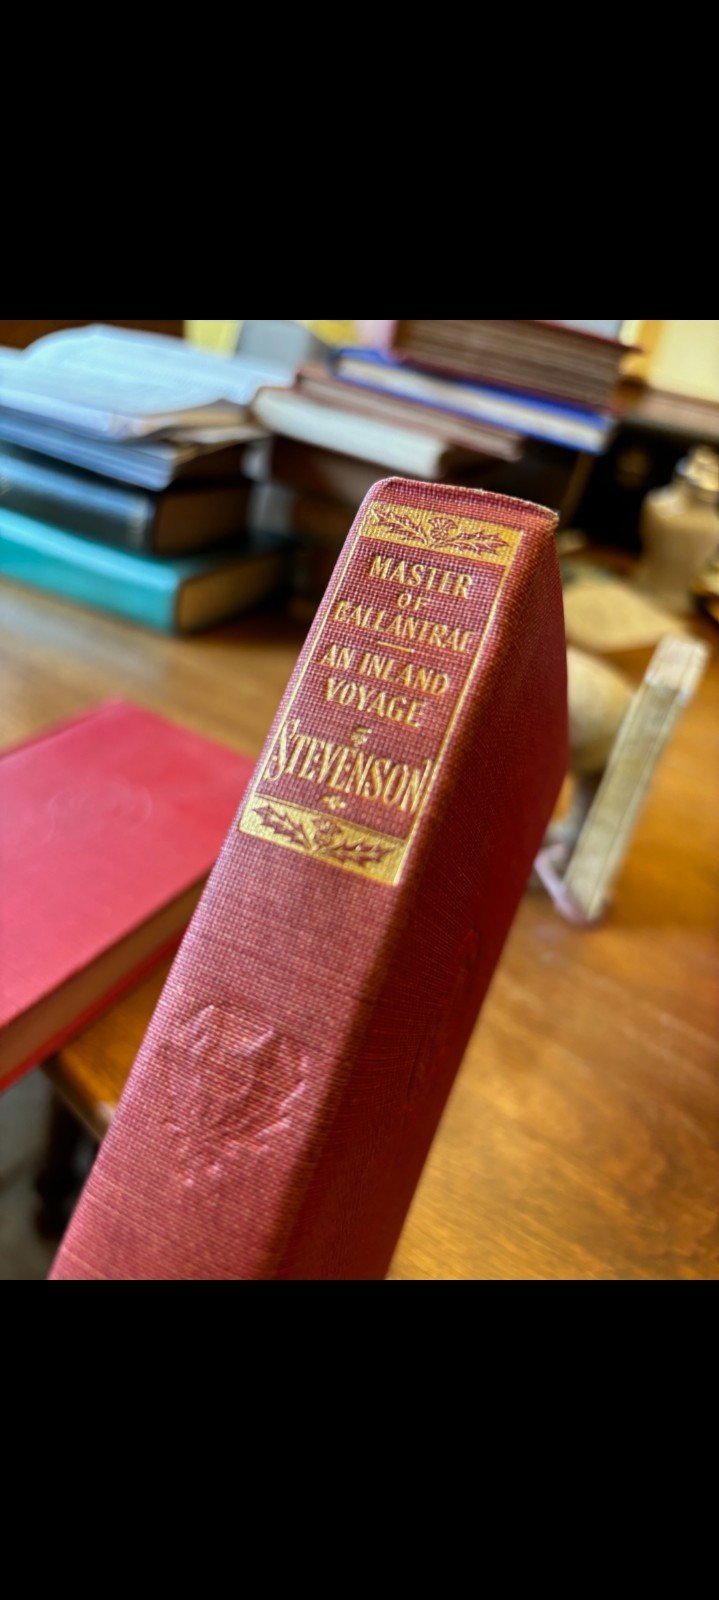 MASTER
OF
BALLANTRAE
AN INLAND
VOYAGE
STEVENSON